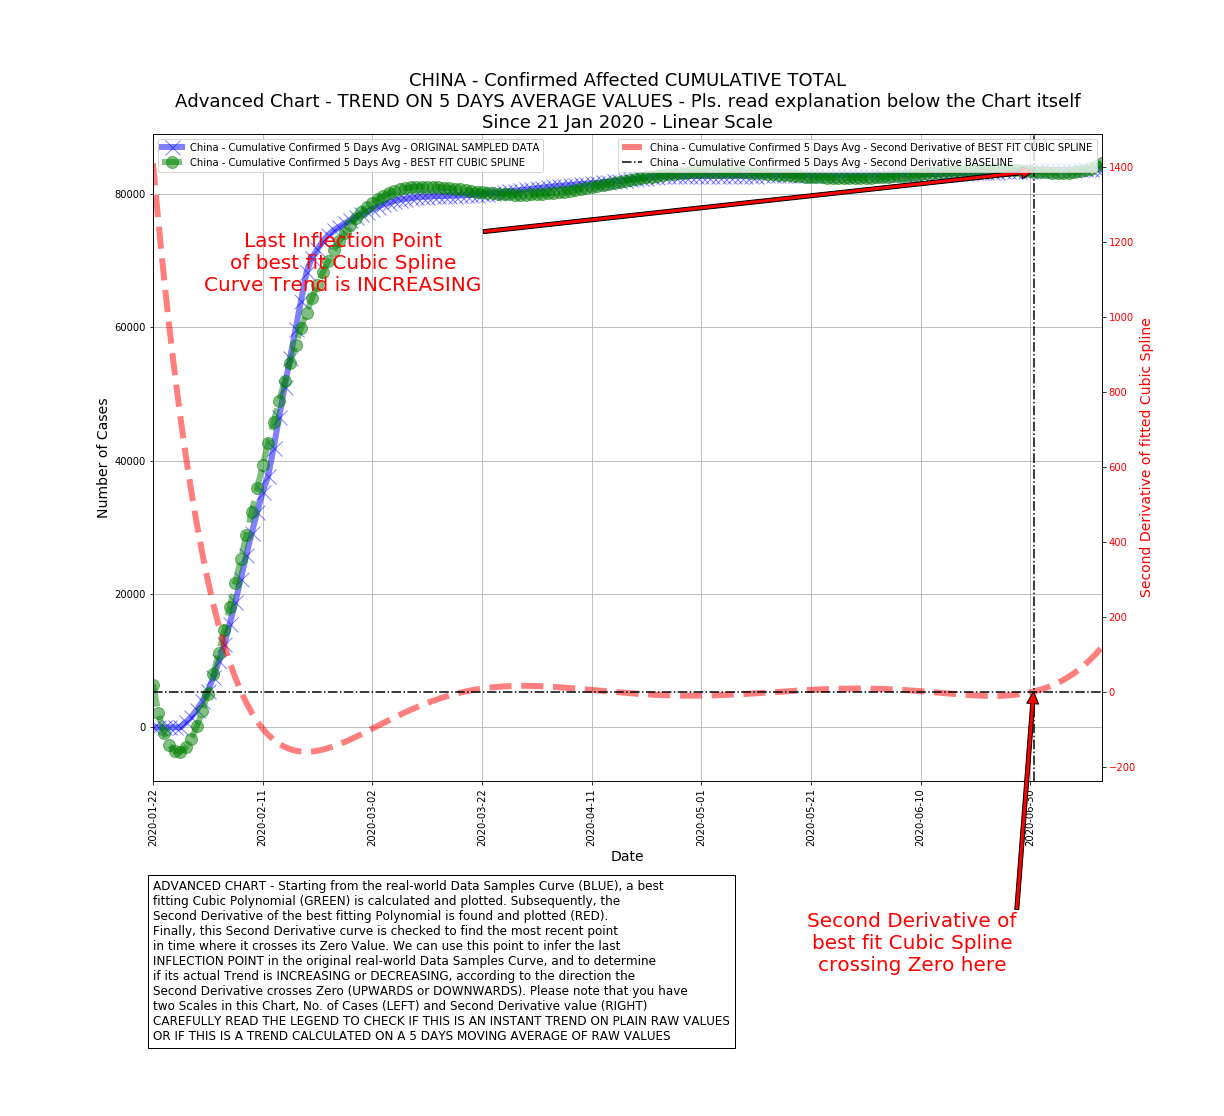 CHINA - Confirmed Affected CUMULATIVE TOTAL
Advanced Chart - TREND ON 5 DAYS AVERAGE VALUES - Pls. read explanation below the Chart itself
Since 21 Jan 2020 - Linear Scale
China - Cumulative Confirmed 5 Days Avg - ORIGINAL SAMPLED DATA
China - Cumulative Confirmed 5 Days Avg - BEST FIT CUBIC SPLINE
China - Cumulative Confirmed 5 Days Avg - Second Derivative of BEST FIT CUBIC SPLINE
China - Cumulative Confirmed 5 Days Avg - Second Derivative BASELINE
Last Inflection Point
of best fit Cubic Spline
Curve Trend is INCREASING
Number of Cases
80000
60000
40000
20000
0
1400
1200
1000
800
600
400
200
0
−200
Second Derivative of fitted Cubic Spline
2020-01-22
2020-02-11
2020-03-02
2020-03-22
2020-04-11
2020-05-01
2020-05-21
2020-06-10
2020-06-30
Date
Second Derivative of
best fit Cubic Spline
crossing Zero here
ADVANCED CHART - Starting from the real-world Data Samples Curve (BLUE), a best
fitting Cubic Polynomial (GREEN) is calculated and plotted. Subsequently, the
Second Derivative of the best fitting Polynomial is found and plotted (RED).
Finally, this Second Derivative curve is checked to find the most recent point
in time where it crosses its Zero Value. We can use this point to infer the last
INFLECTION POINT in the original real-world Data Samples Curve, and to determine
if its actual Trend is INCREASING or DECREASING, according to the direction the
Second Derivative crosses Zero (UPWARDS or DOWNWARDS). Please note that you have
two Scales in this Chart, No. of Cases (LEFT) and Second Derivative value (RIGHT)
CAREFULLY READ THE LEGEND TO CHECK IF THIS IS AN INSTANT TREND ON PLAIN RAW VALUES
OR IF THIS IS A TREND CALCULATED ON A 5 DAYS MOVING AVERAGE OF RAW VALUES